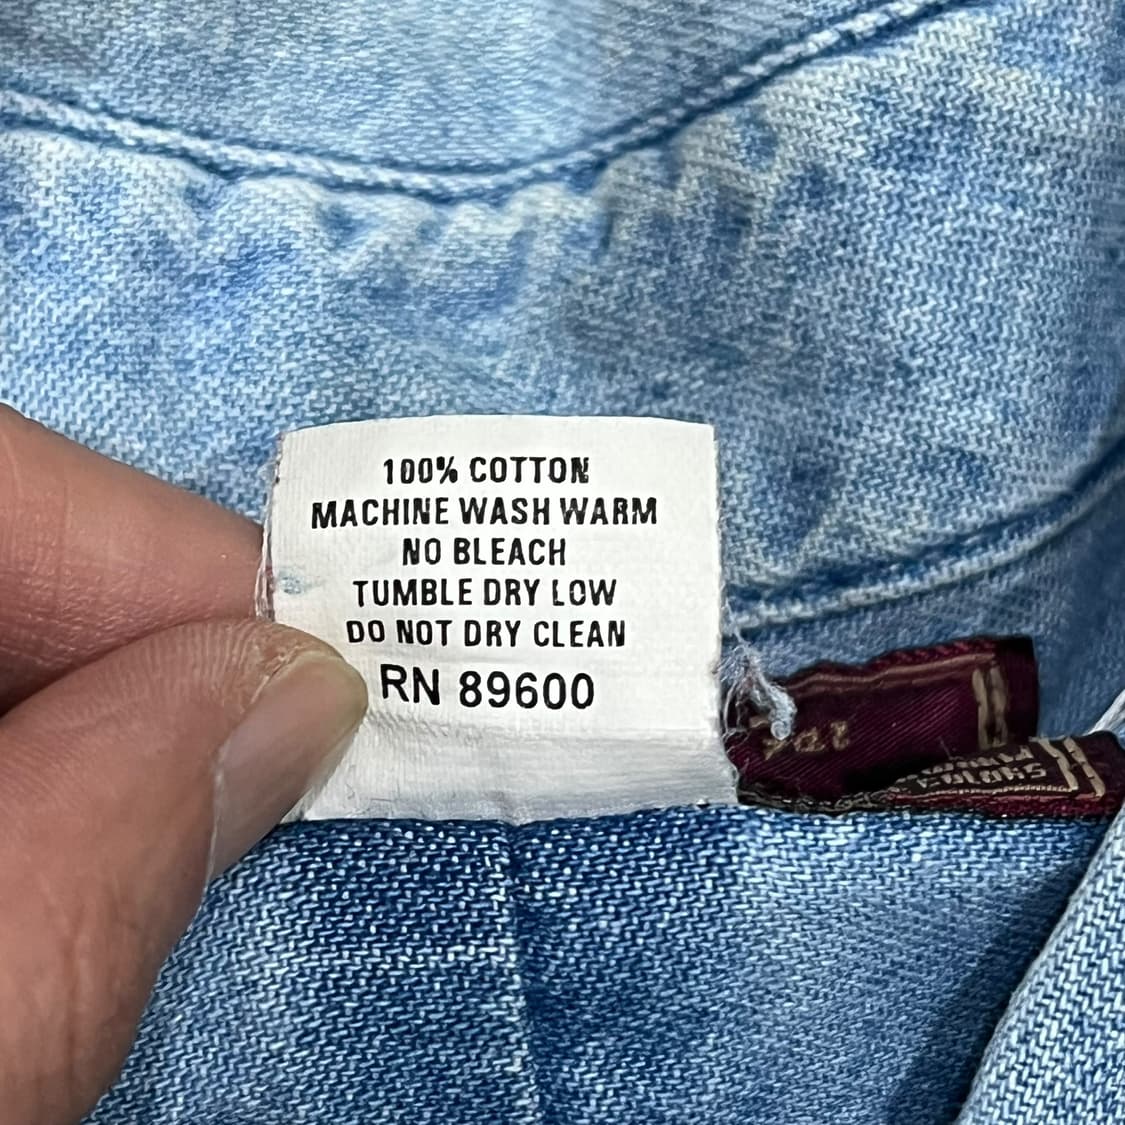 100% COTTON
MACHINE WASH WARM
NO BLEACH
TUMBLE DRY LOW
DO NOT DRY CLEAN
RN 89600